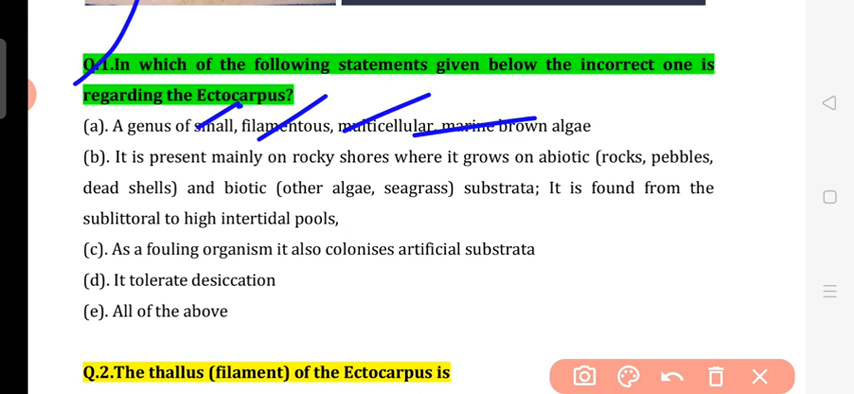 Q.1.In which of the following statements given below the incorrect one is
regarding the Ectocarpus?
(a). A genus of small, filamentous, multicellular, marine brown algae
(b). It is present mainly on rocky shores where it grows on abiotic (rocks, pebbles,
dead shells) and biotic (other algae, seagrass) substrata; It is found from the
sublittoral to high intertidal pools,
(c). As a fouling organism it also colonises artificial substrata
(d). It tolerate desiccation
(e). All of the above
Q.2.The thallus (filament) of the Ectocarpus is